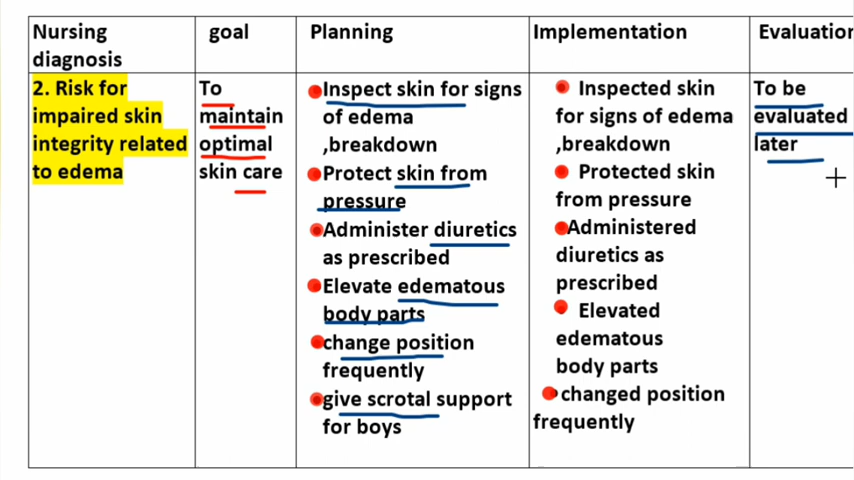 Nursing
diagnosis
goal
Planning
Implementation
Evaluation
2. Risk for
impaired skin
integrity related
to edema
To
maintain
optimal
skin care
Inspect skin for signs
of edema
,breakdown
Protect skin from
pressure
Administer diuretics
as prescribed
Elevate edematous
body parts
change position
frequently
give scrotal support
for boys
Inspected skin
for signs of edema
,breakdown
Protected skin
from pressure
Administered
diuretics as
prescribed
Elevated
edematous
body parts
changed position
frequently
To be
evaluated
later